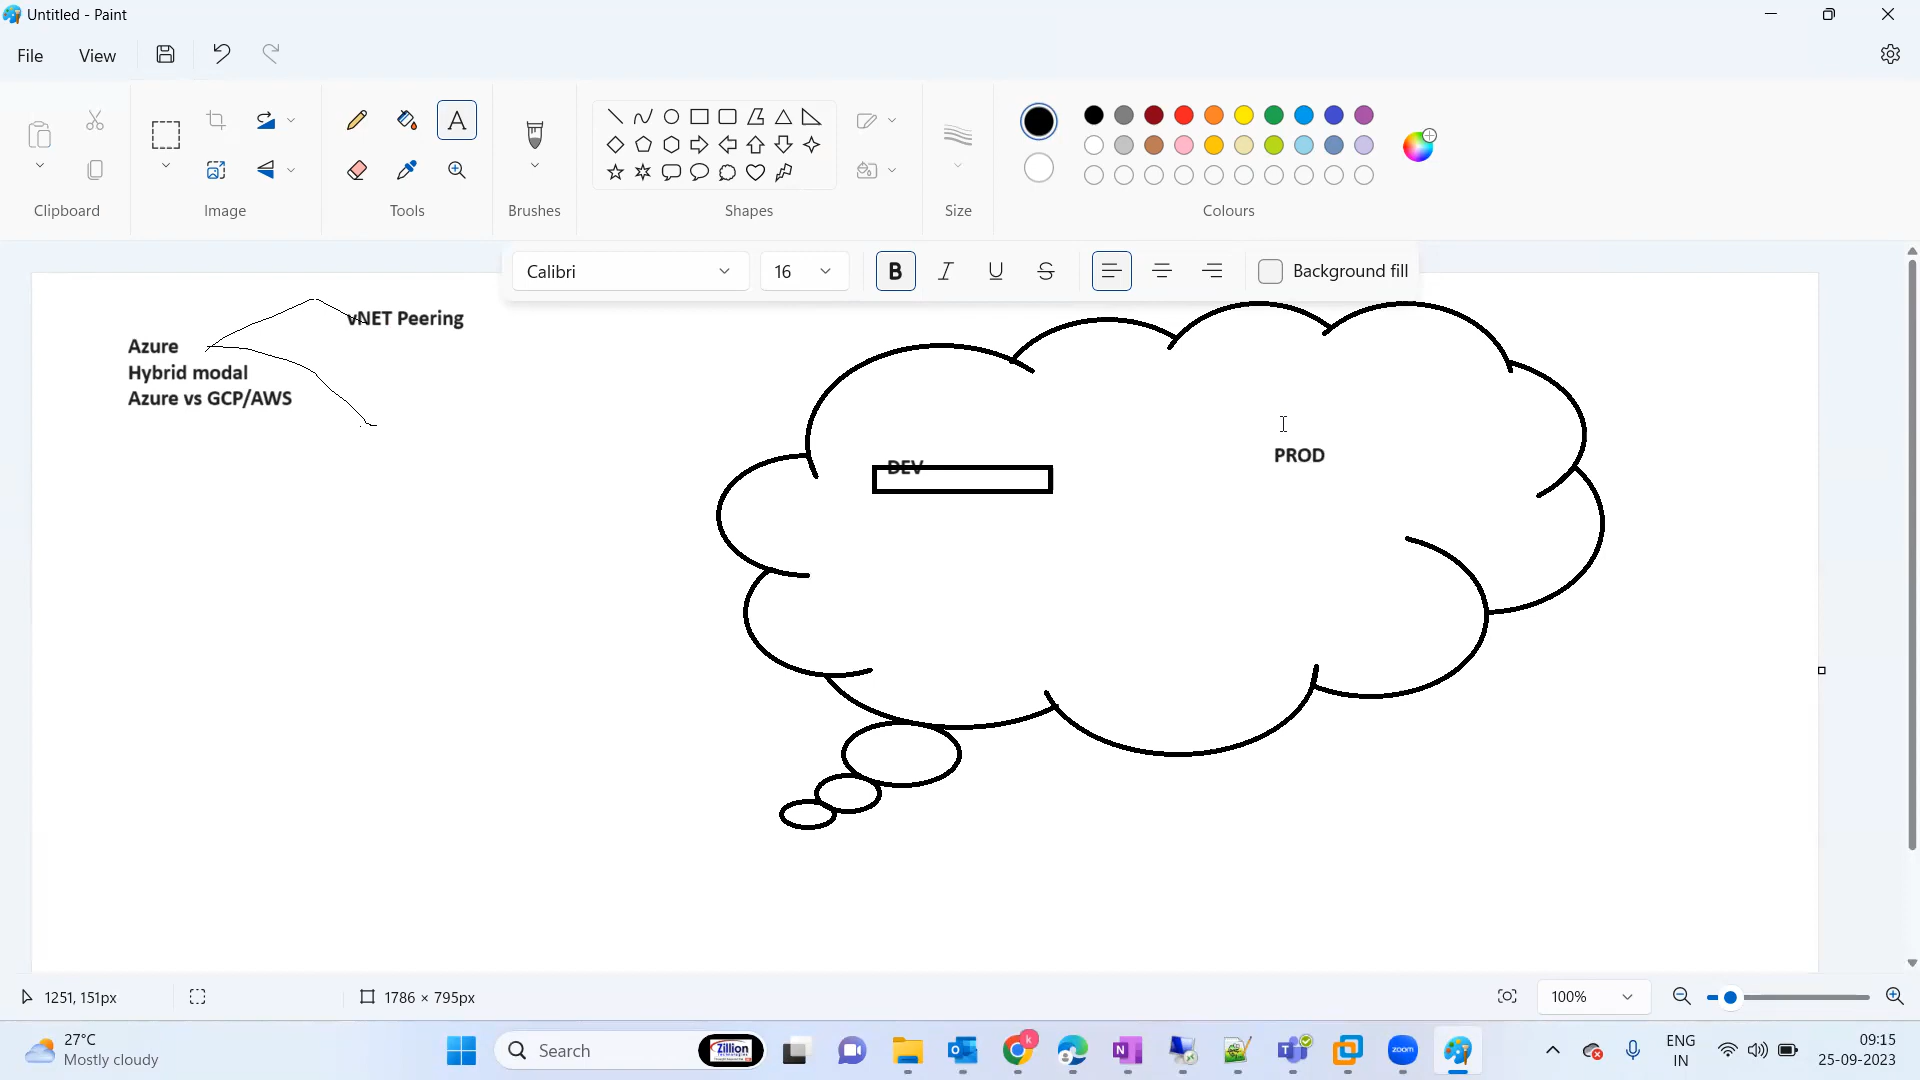 Untitled - Paint
File
View
Clipboard
Image
Tools
Brushes
Shapes
Size
Colours
Calibri
16
B
I
U
S
Background fill
vNET Peering
Azure
Hybrid modal
Azure vs GCP/AWS
DEV
PROD
1251, 151px
1786 × 795px
100%
27°C
Mostly cloudy
Search
Zillion
k
N
zoom
ENG
IN
09:15
25-09-2023